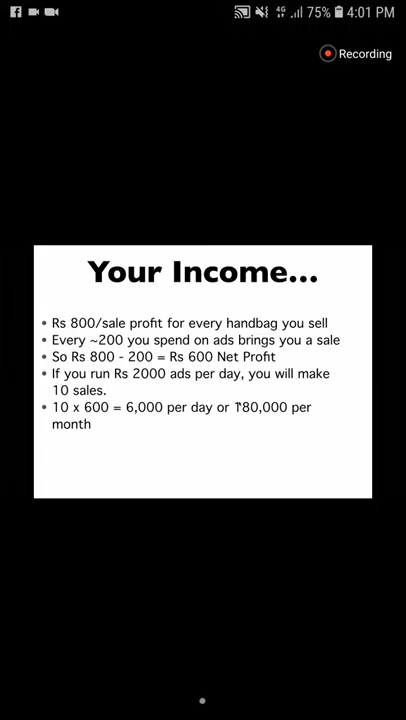 4G 75% 4:01 PM
Recording
Your Income...
• Rs 800/sale profit for every handbag you sell
• Every ~200 you spend on ads brings you a sale
• So Rs 800 - 200 = Rs 600 Net Profit
• If you run Rs 2000 ads per day, you will make
10 sales.
• 10 x 600 = 6,000 per day or 180,000 per
month